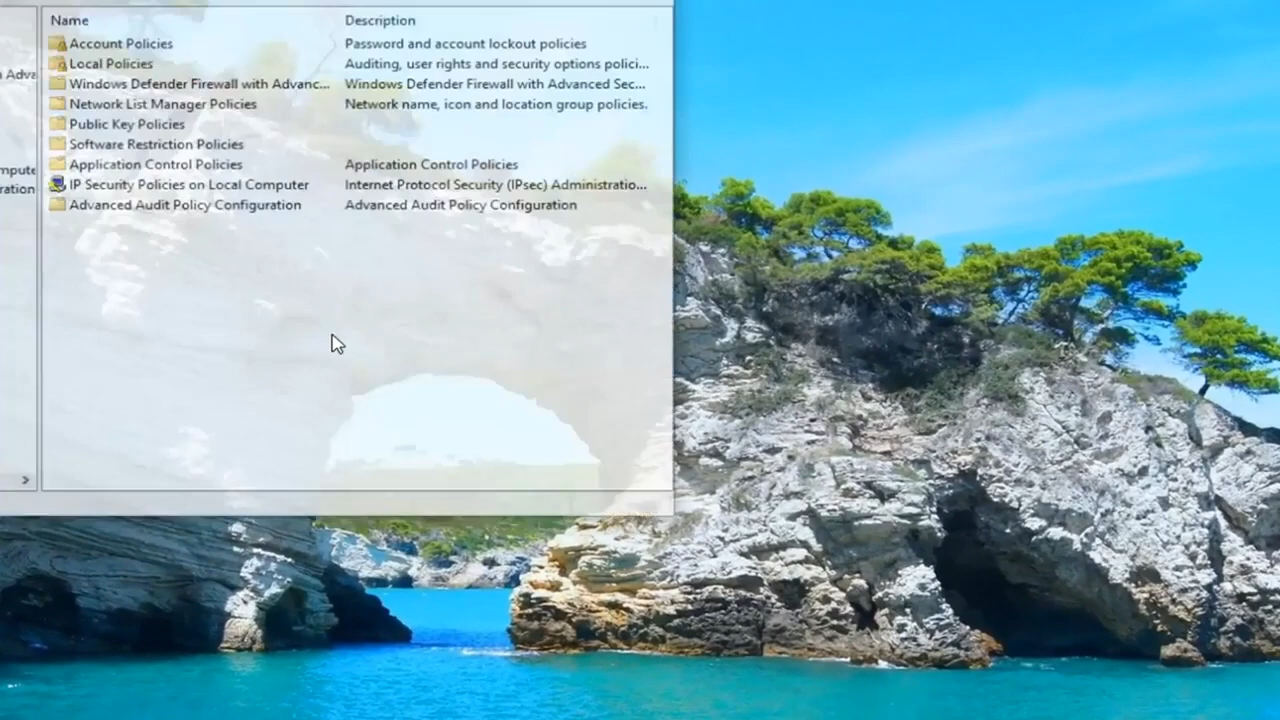 Name Description
Account Policies Password and account lockout policies
Local Policies Auditing, user rights and security options polici...
Adva
Windows Defender Firewall with Advanc... Windows Defender Firewall with Advanced Sec...
Network List Manager Policies Network name, icon and location group policies.
Public Key Policies
Software Restriction Policies
Application Control Policies Application Control Policies
mpute
IP Security Policies on Local Computer Internet Protocol Security (IPsec) Administratio...
ration
Advanced Audit Policy Configuration Advanced Audit Policy Configuration